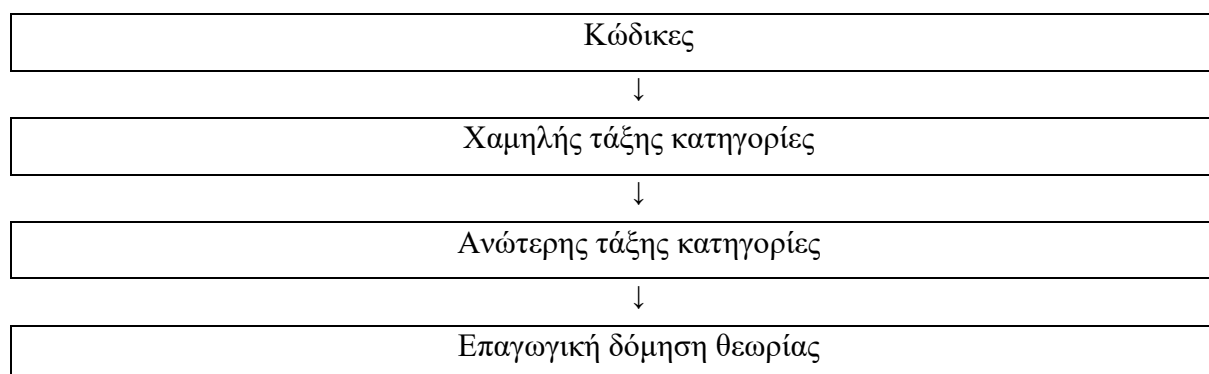 Κώδικες
↓
Χαμηλής τάξης κατηγορίες
↓
Ανώτερης τάξης κατηγορίες
↓
Επαγωγική δόμηση θεωρίας